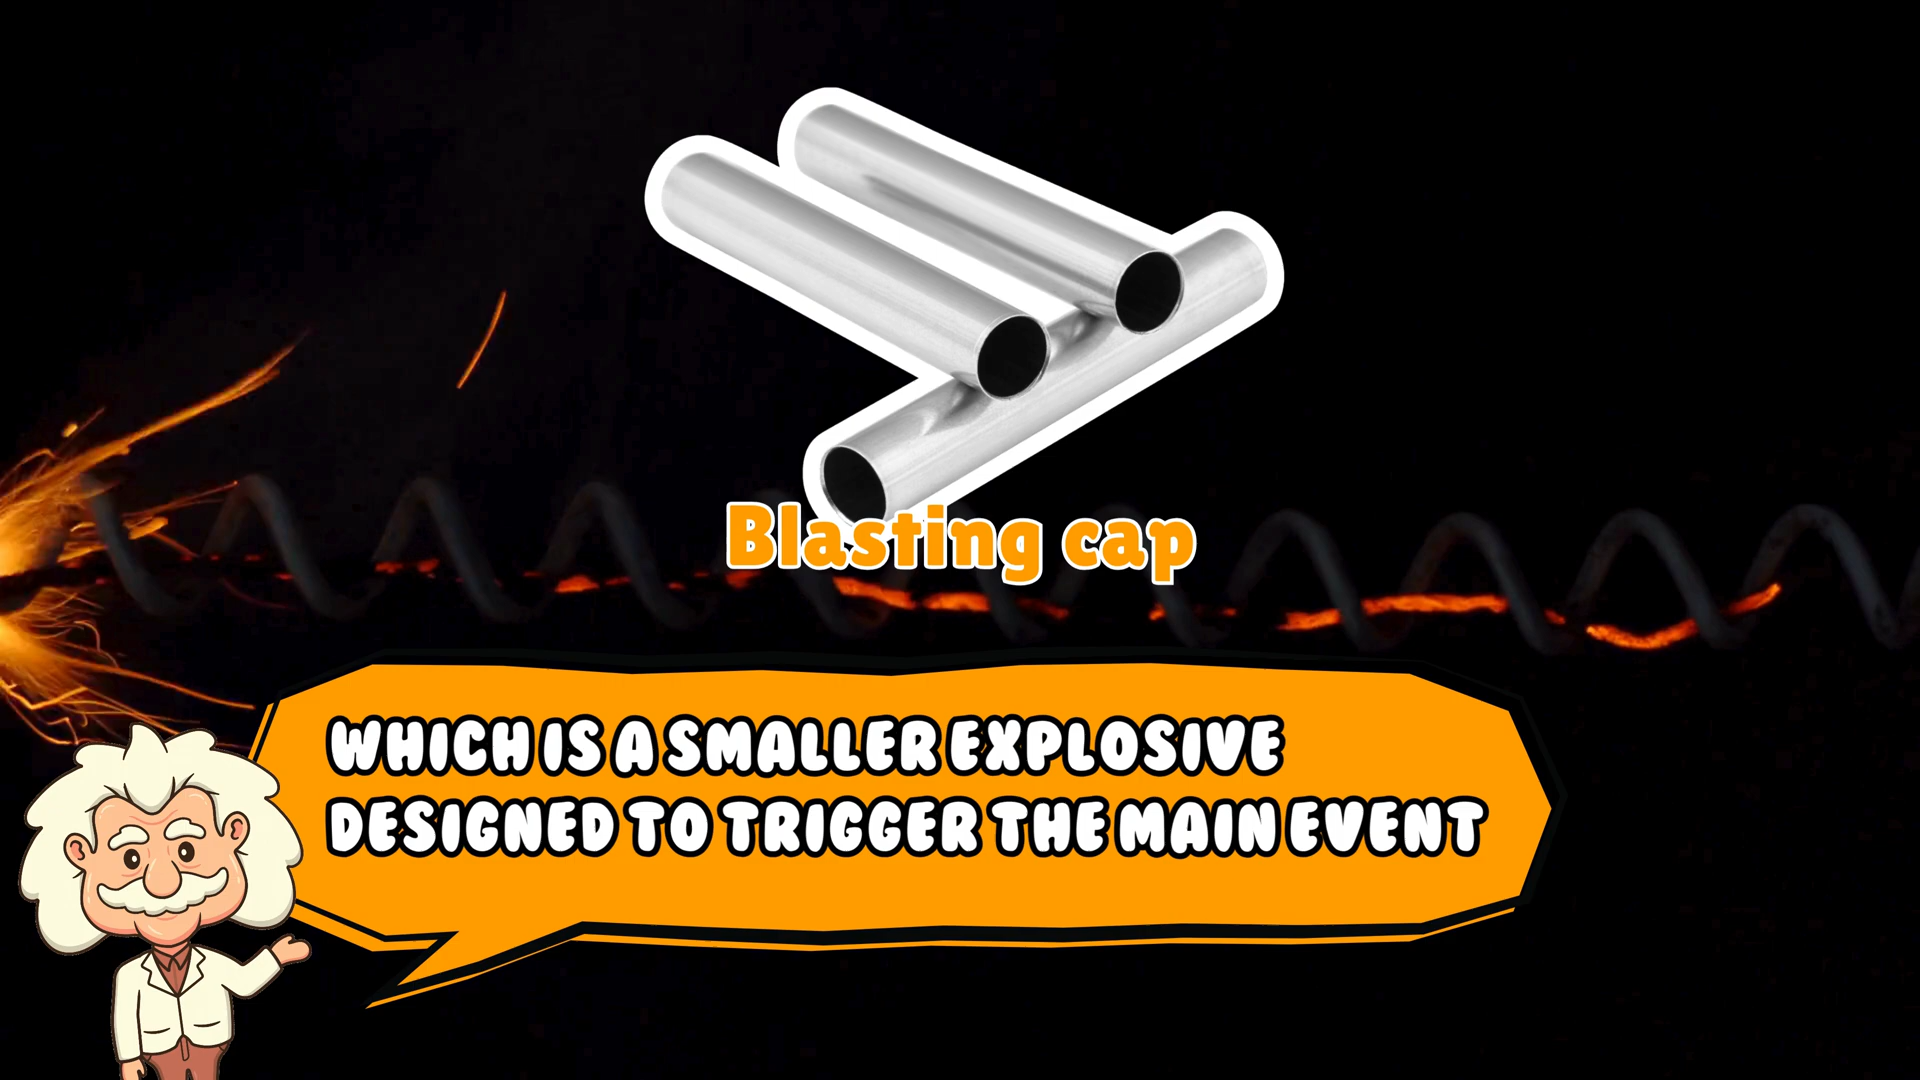 Blasting cap
WHICH IS A SMALLER EXPLOSIVE
DESIGNED TO TRIGGER THE MAIN EVENT